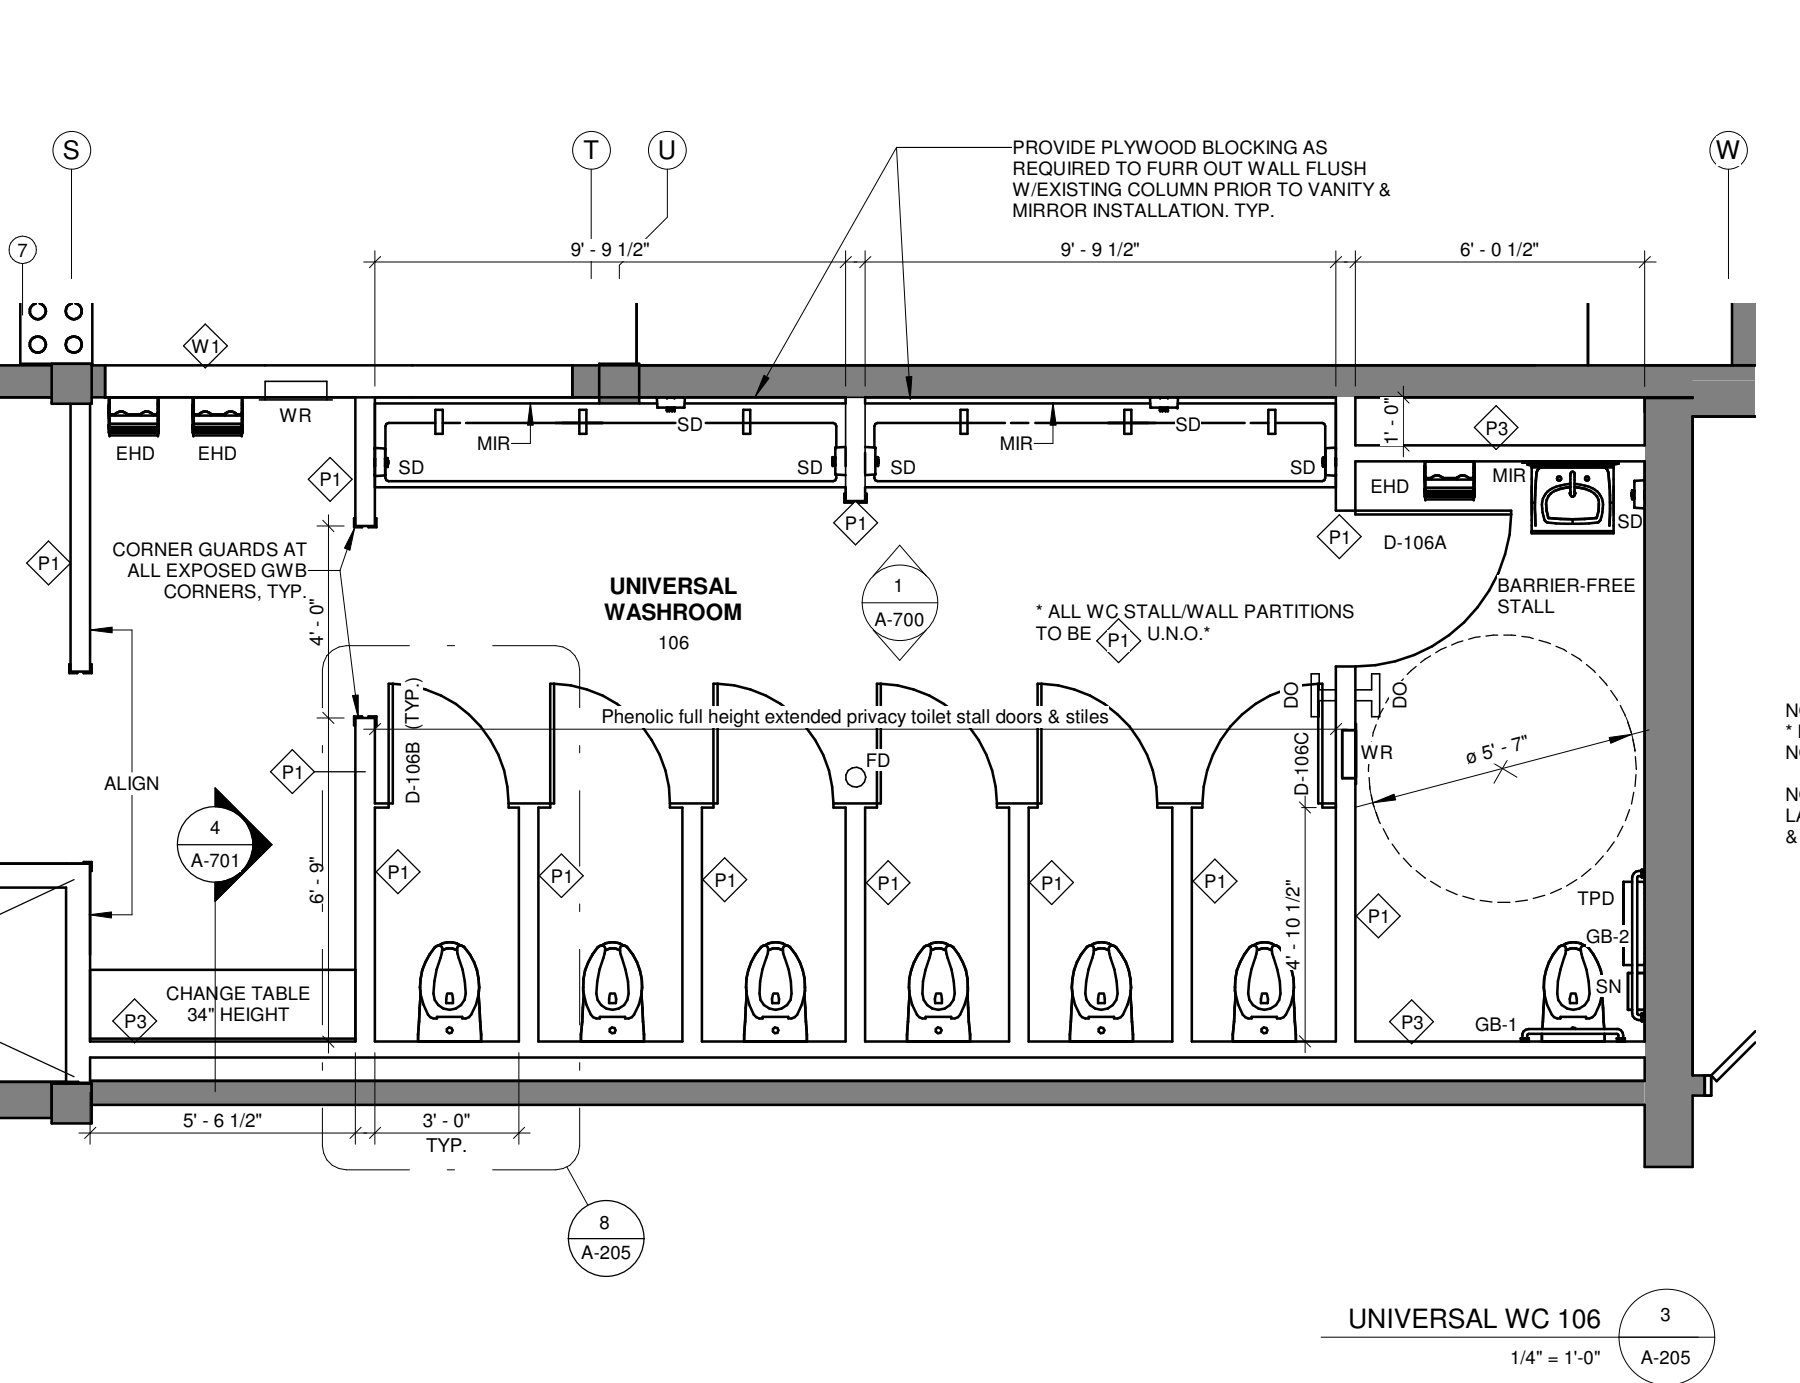 S
T
U
W
7
PROVIDE PLYWOOD BLOCKING AS
REQUIRED TO FURR OUT WALL FLUSH
W/EXISTING COLUMN PRIOR TO VANITY &
MIRROR INSTALLATION. TYP.
9' - 9 1/2"
9' - 9 1/2"
6' - 0 1/2"
W1
WR
EHD
EHD
P1
MIR
SD
SD
SD
MIR
SD
SD
SD
1' - 0"
P3
EHD
MIR
SD
P1
P1
D-106A
P1
CORNER GUARDS AT
ALL EXPOSED GWB
CORNERS, TYP.
4' - 0"
UNIVERSAL
WASHROOM
106
1
A-700
* ALL WC STALL/WALL PARTITIONS
TO BE P1 U.N.O.*
BARRIER-FREE
STALL
D-106B (TYP.)
Phenolic full height extended privacy toilet stall doors & stiles
DO
DO
FD
D-106C
WR
ø 5' - 7"
P1
ALIGN
4
A-701
6' - 9"
P1
P1
P1
P1
P1
P1
4' - 10 1/2"
P1
TPD
GB-2
SN
GB-1
P3
CHANGE TABLE
34" HEIGHT
P3
5' - 6 1/2"
3' - 0"
TYP.
8
A-205
UNIVERSAL WC 106
1/4" = 1'-0"
3
A-205